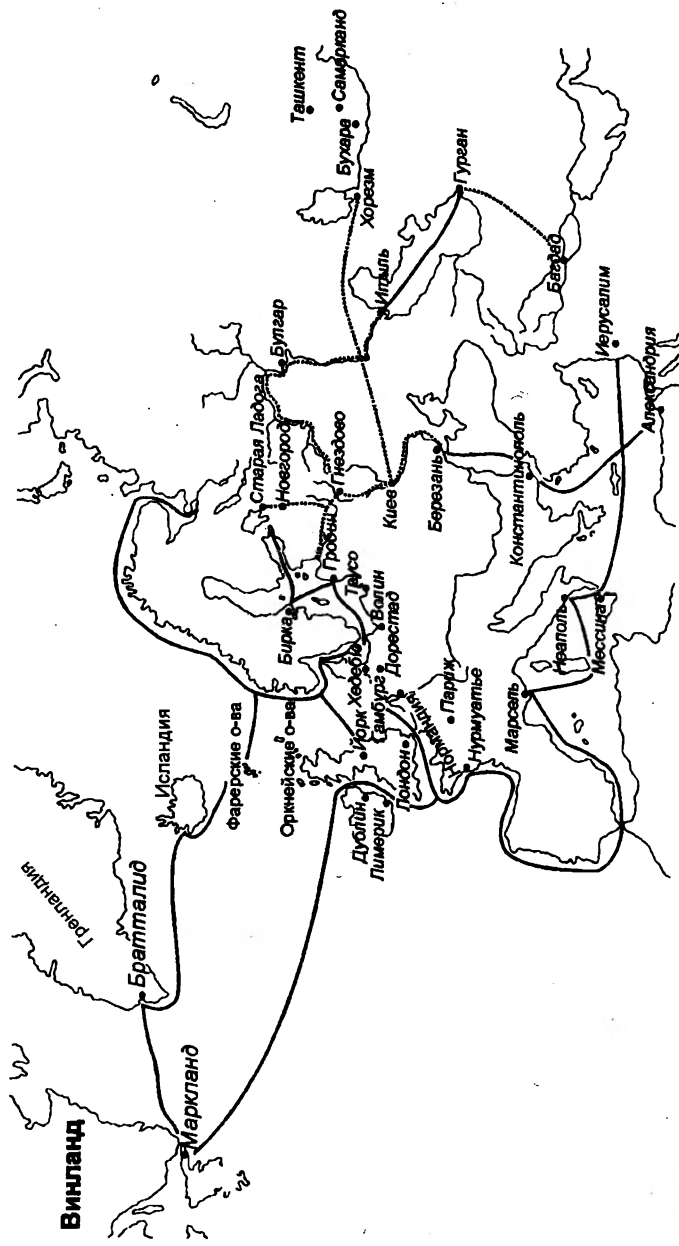 Винланд
Маркланд
Гренландия
Братталид
Исландия
Фарерские о-ва
Оркнейские о-ва
Дублин
Лимерик
Йорк
Лондон
Хедебю
Гамбург
Дорестад
Нормандия
Париж
Нурмуатье
Бирка
Волин
Трусо
Гробин
Старая Ладога
Новгород
Гнездово
Киев
Булгар
Березань
Константинополь
Марсель
Неаполь
Мессина
Александрия
Иерусалим
Багдад
Итиль
Гурган
Хорезм
Бухара
Самарканд
Ташкент